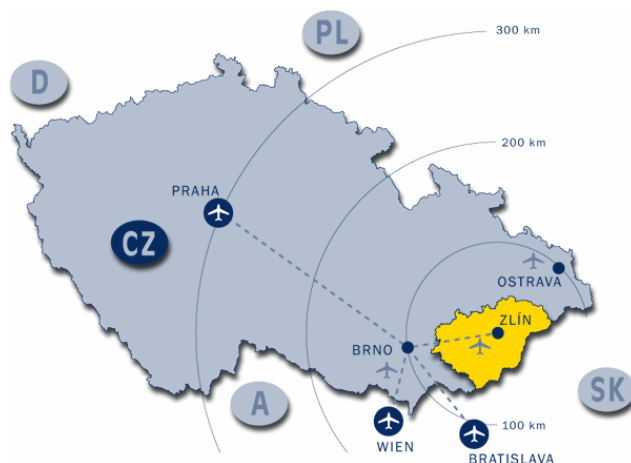 PL
300 km
D
200 km
PRAHA
CZ
OSTRAVA
ZLÍN
BRNO
SK
A
100 km
WIEN
BRATISLAVA